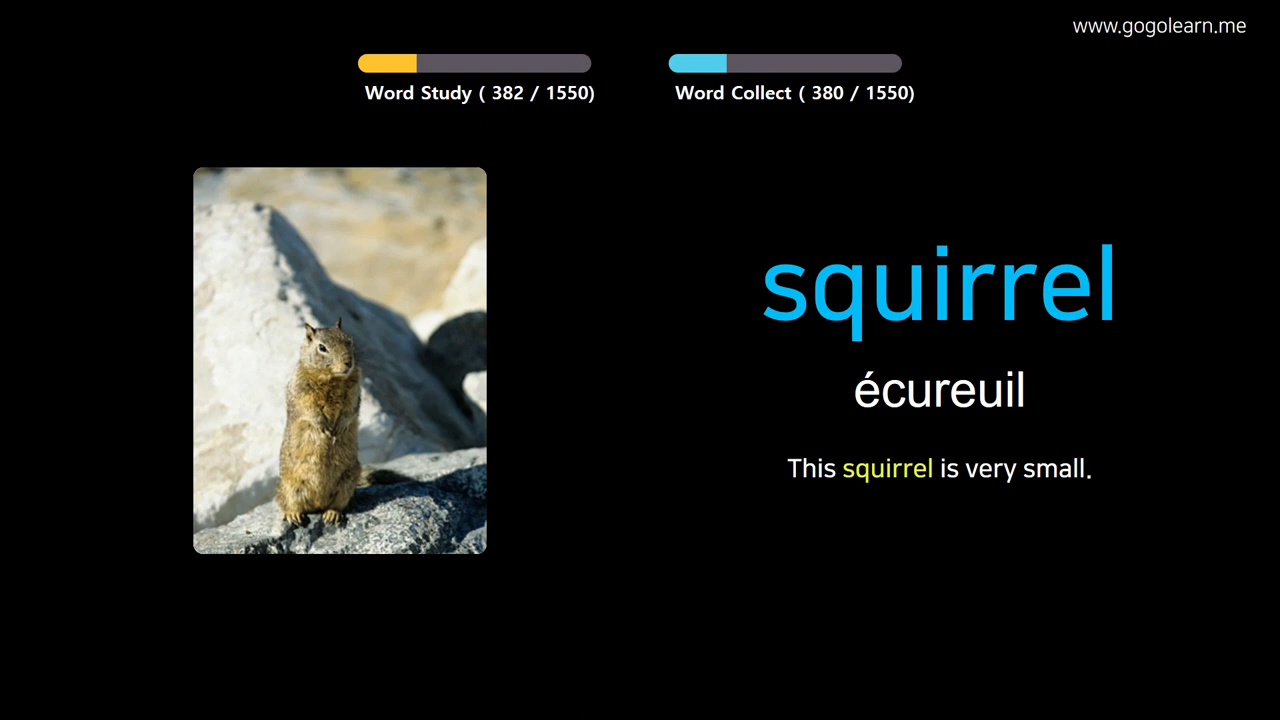 www.gogolearn.me
Word Study ( 382 / 1550)
Word Collect ( 380 / 1550)
squirrel
écureuil
This squirrel is very small.